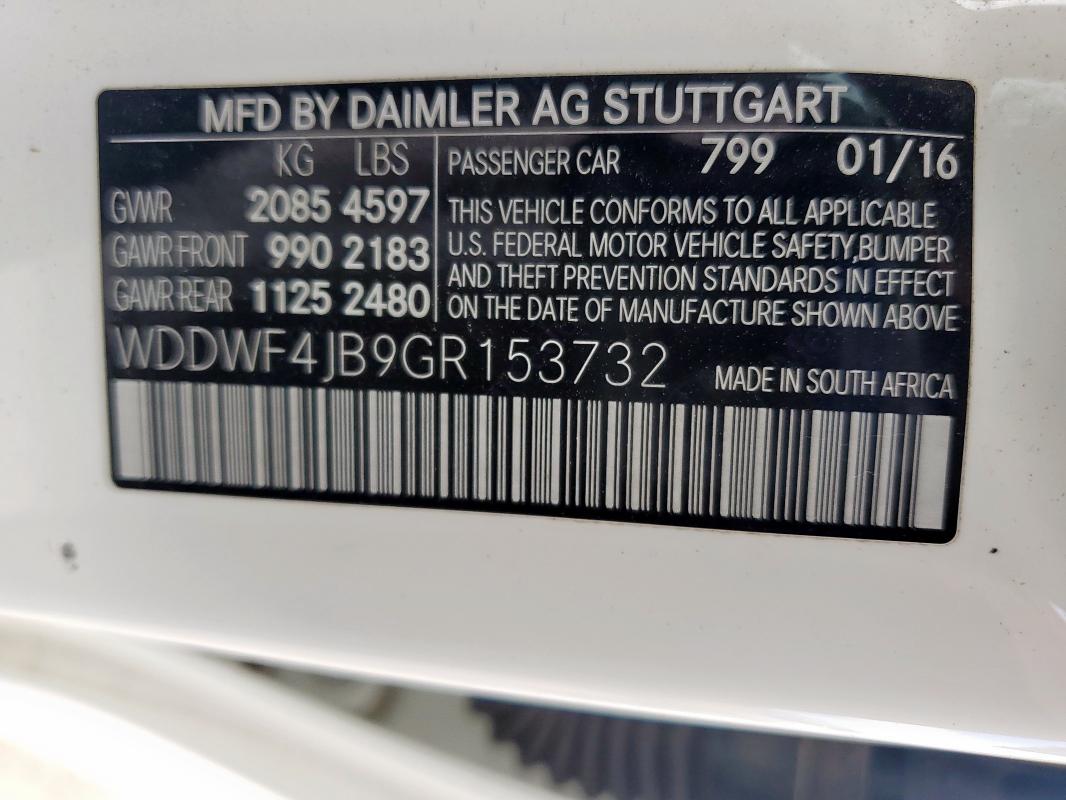 MFD BY DAIMLER AG STUTTGART
KG LBS
GVWR 2085 4597
GAWR FRONT 990 2183
GAWR REAR 1125 2480
PASSENGER CAR 799 01/16
THIS VEHICLE CONFORMS TO ALL APPLICABLE
U.S. FEDERAL MOTOR VEHICLE SAFETY,BUMPER
AND THEFT PREVENTION STANDARDS IN EFFECT
ON THE DATE OF MANUFACTURE SHOWN ABOVE
WDDWF4JB9GR153732
MADE IN SOUTH AFRICA